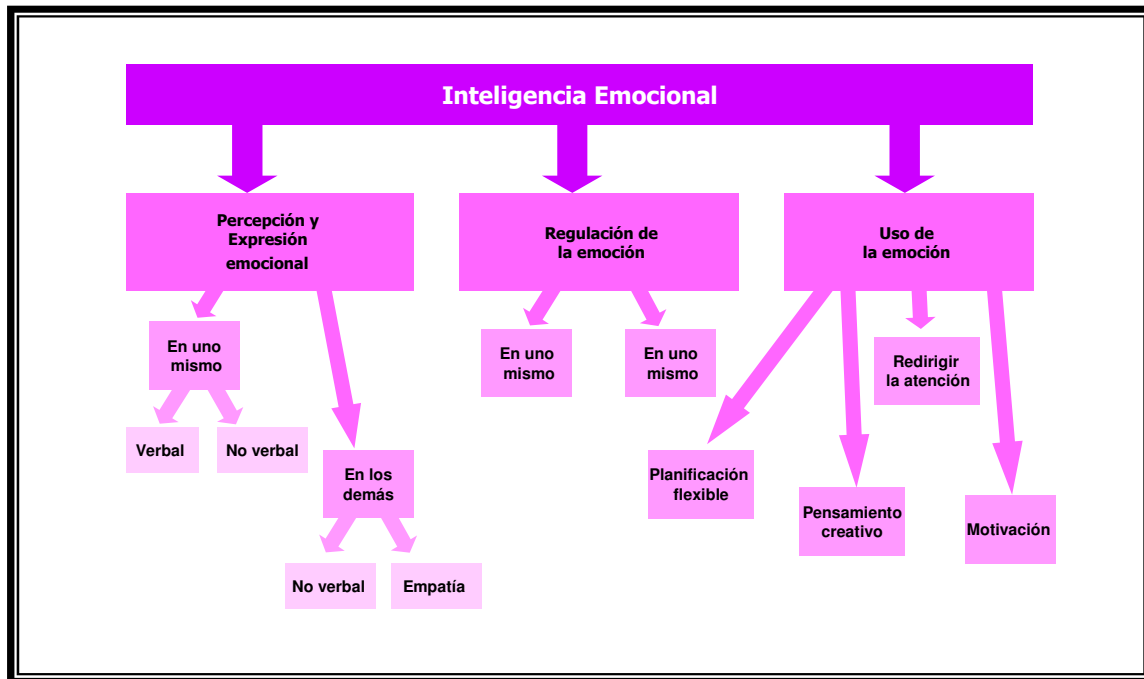 Inteligencia Emocional
Percepción y
Expresión
emocional
Regulación de
la emoción
Uso de
la emoción
En uno
mismo
En uno
mismo
En uno
mismo
Redirigir
la atención
Verbal
No verbal
En los
demás
Planificación
flexible
Pensamiento
creativo
Motivación
No verbal
Empatía